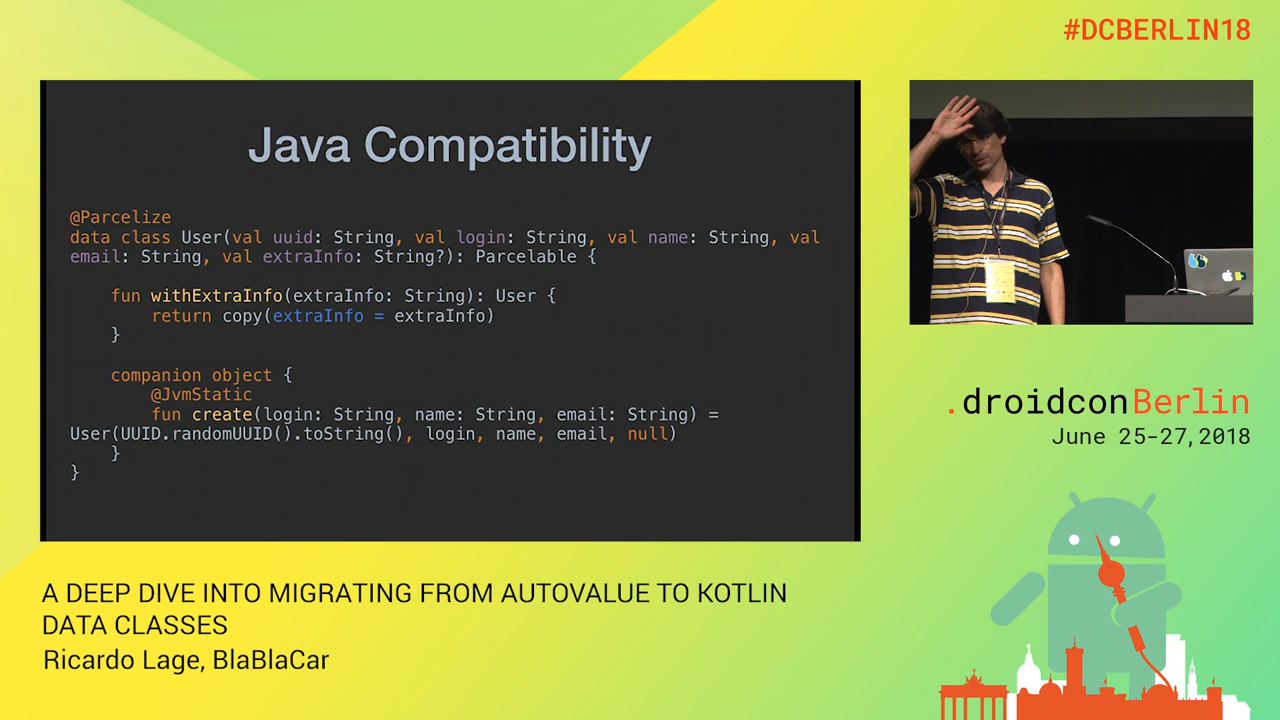 #DCBERLIN18
Java Compatibility
@Parcelize
data class User(val uuid: String, val login: String, val name: String, val
email: String, val extraInfo: String?): Parcelable {
fun withExtraInfo(extraInfo: String): User {
return copy(extraInfo = extraInfo)
}
companion object {
@JvmStatic
fun create(login: String, name: String, email: String) =
User(UUID.randomUUID().toString(), login, name, email, null)
}
}
.droidconBerlin
June 25-27,2018
A DEEP DIVE INTO MIGRATING FROM AUTOVALUE TO KOTLIN
DATA CLASSES
Ricardo Lage, BlaBlaCar